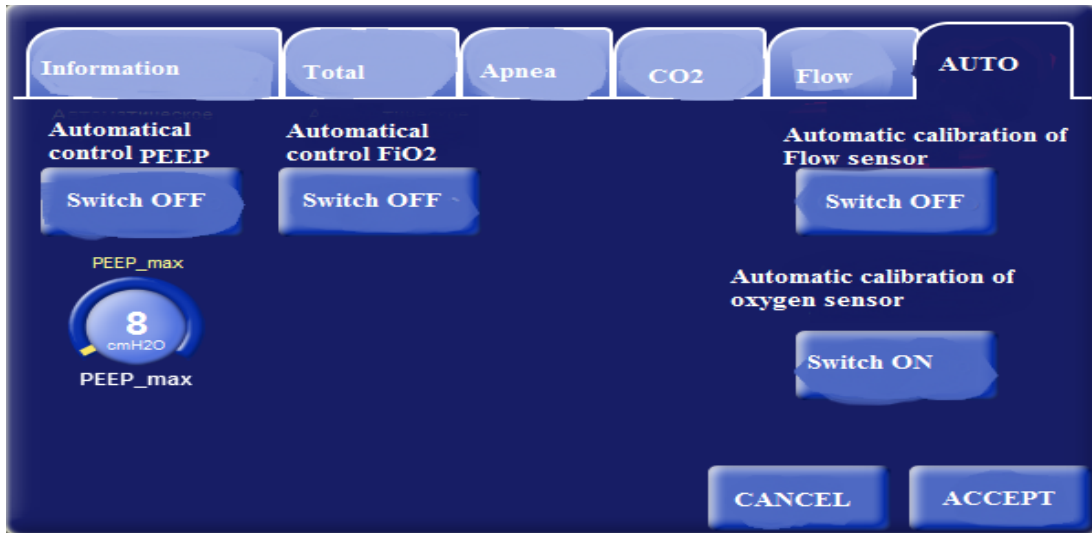 Information
Total
Apnea
CO2
Flow
AUTO
Automatical
control PEEP
Switch OFF
Automatical
control FiO2
Switch OFF
Automatic calibration of
Flow sensor
Switch OFF
PEEP_max
8
cmH2O
PEEP_max
Automatic calibration of
oxygen sensor
Switch ON
CANCEL
ACCEPT